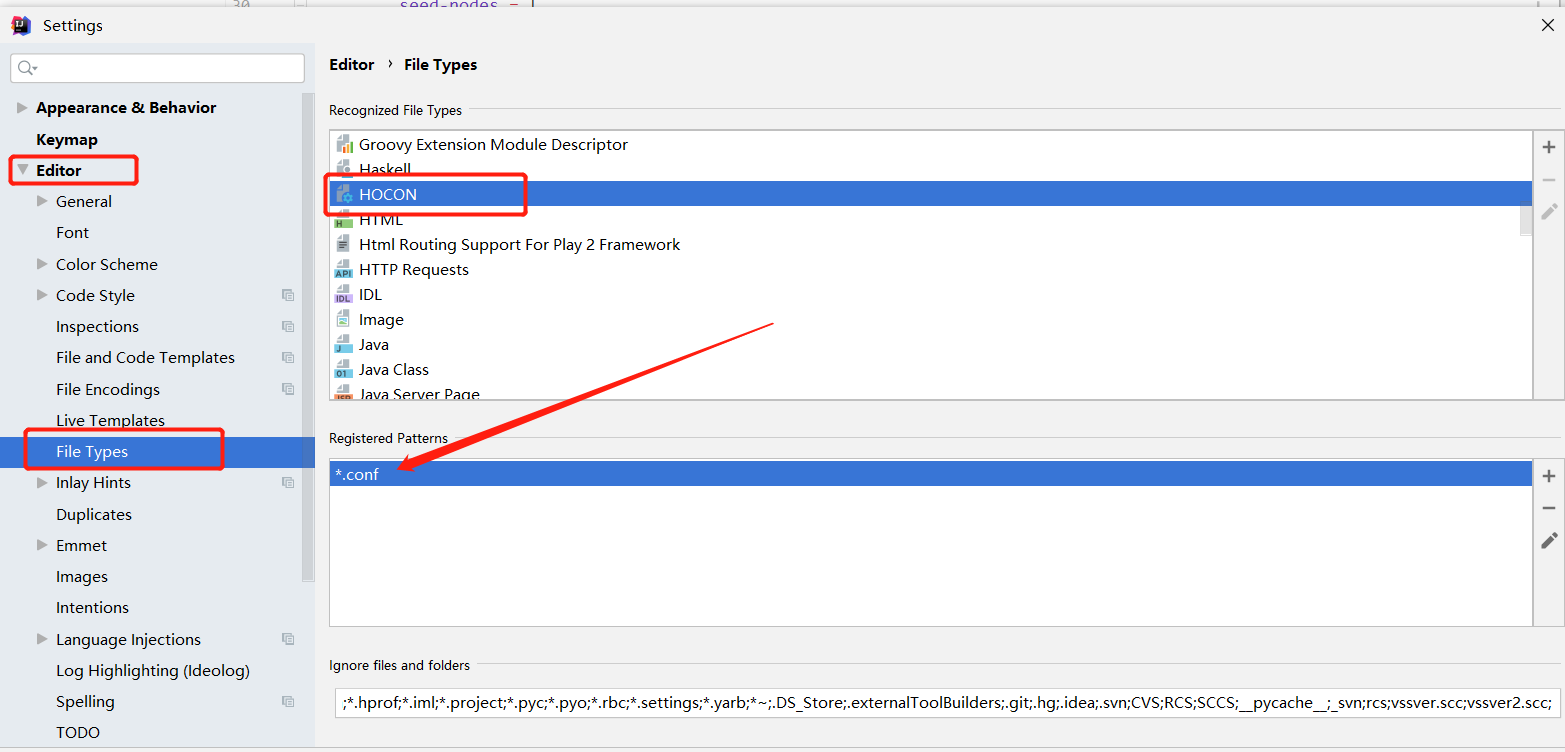 30 seed-nodes = [
Settings
Editor › File Types
Appearance & Behavior
Keymap
Editor
General
Font
Color Scheme
Code Style
Inspections
File and Code Templates
File Encodings
Live Templates
File Types
Inlay Hints
Duplicates
Emmet
Images
Intentions
Language Injections
Log Highlighting (Ideolog)
Spelling
TODO
Recognized File Types
Groovy Extension Module Descriptor
Haskell
HOCON
HTML
Html Routing Support For Play 2 Framework
HTTP Requests
IDL
Image
Java
Java Class
Java Server Page
Registered Patterns
*.conf
Ignore files and folders
;*.hprof;*.iml;*.project;*.pyc;*.pyo;*.rbc;*.settings;*.yarb;*~;.DS_Store;.externalToolBuilders;.git;.hg;.idea;.svn;CVS;RCS;SCCS;__pycache__;_svn;rcs;vssver.scc;vssver2.scc;